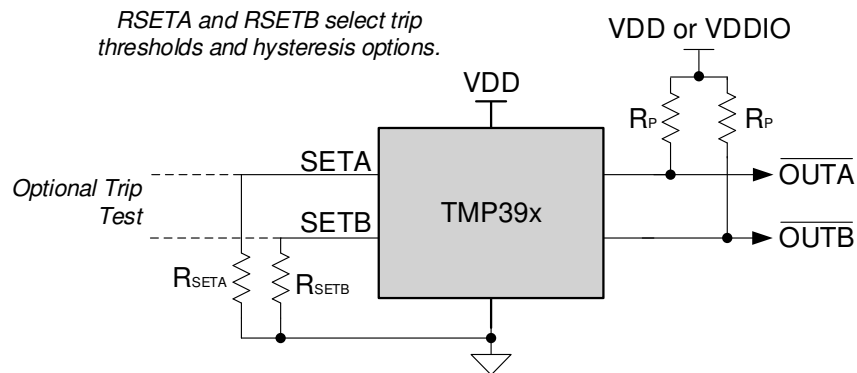 RSETA and RSETB select trip
thresholds and hysteresis options.
VDD or VDDIO
VDD
RP
RP
SETA
OUTA
Optional Trip
Test
TMP39x
SETB
OUTB
RSETA
RSETB